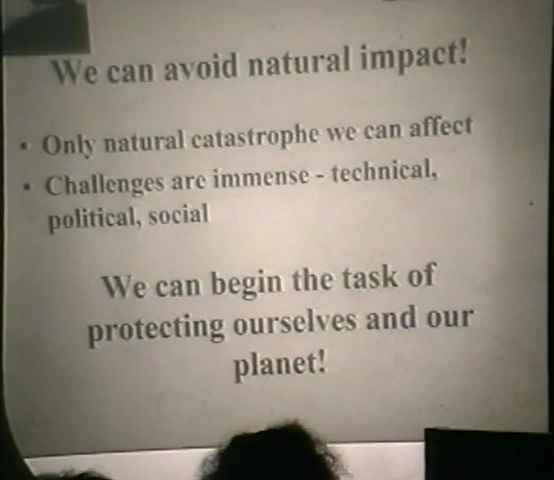 We can avoid natural impact!
• Only natural catastrophe we can affect
• Challenges are immense - technical,
political, social
We can begin the task of
protecting ourselves and our
planet!